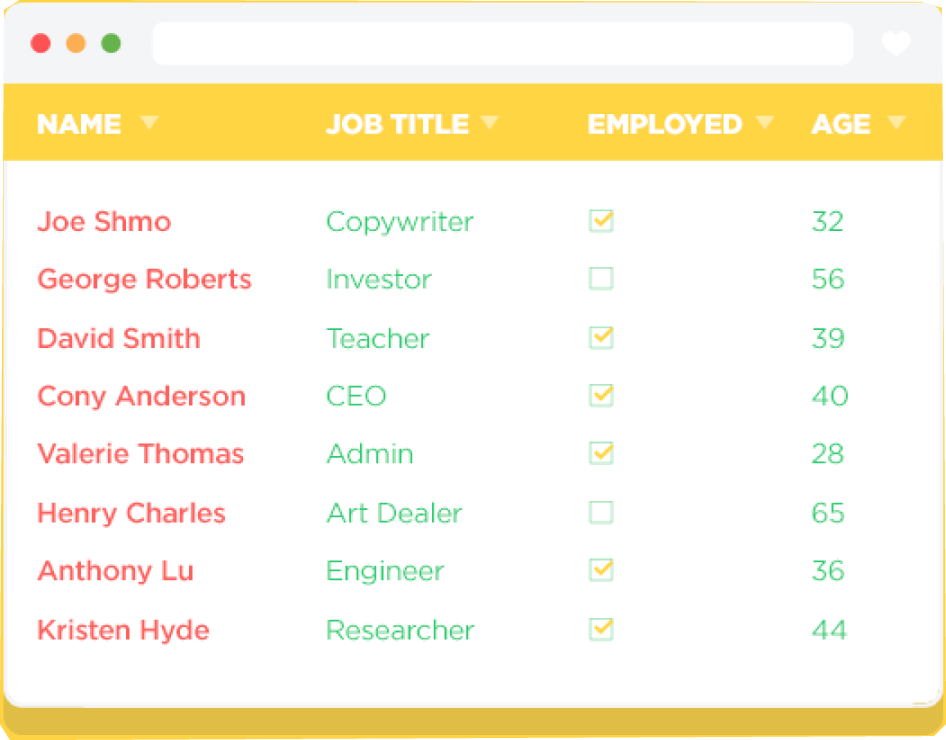 NAME JOB TITLE EMPLOYED AGE
Joe Shmo Copywriter 32
George Roberts Investor 56
David Smith Teacher 39
Cony Anderson CEO 40
Valerie Thomas Admin 28
Henry Charles Art Dealer 65
Anthony Lu Engineer 36
Kristen Hyde Researcher 44